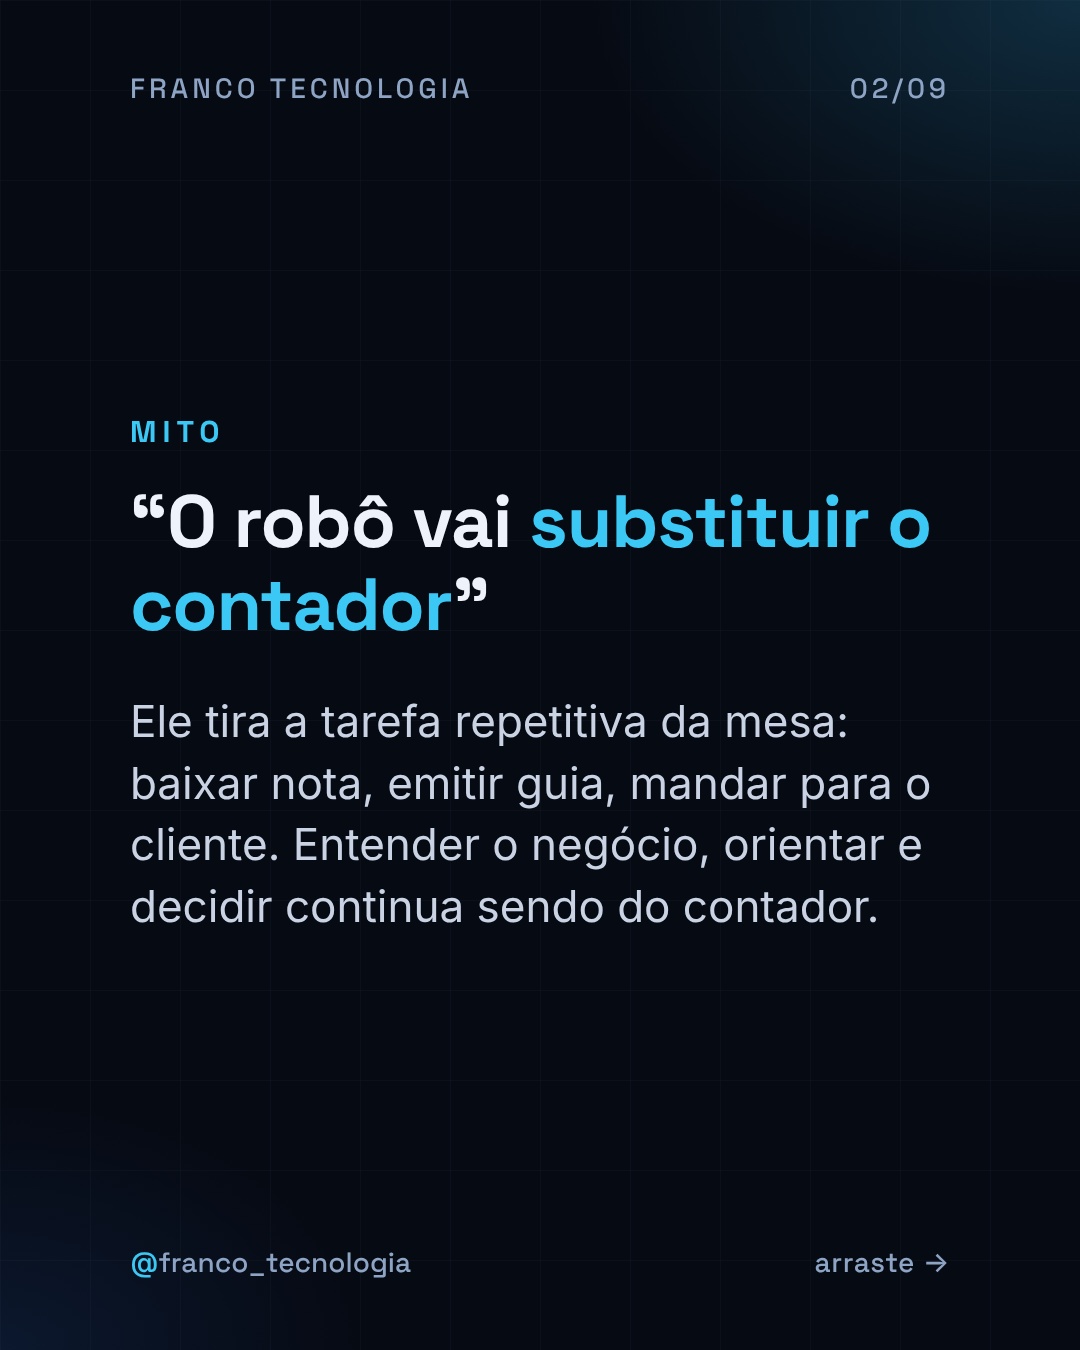 FRANCO TECNOLOGIA
02/09
MITO
“O robô vai substituir o
contador”
Ele tira a tarefa repetitiva da mesa:
baixar nota, emitir guia, mandar para o
cliente. Entender o negócio, orientar e
decidir continua sendo do contador.
@franco_tecnologia
arraste →